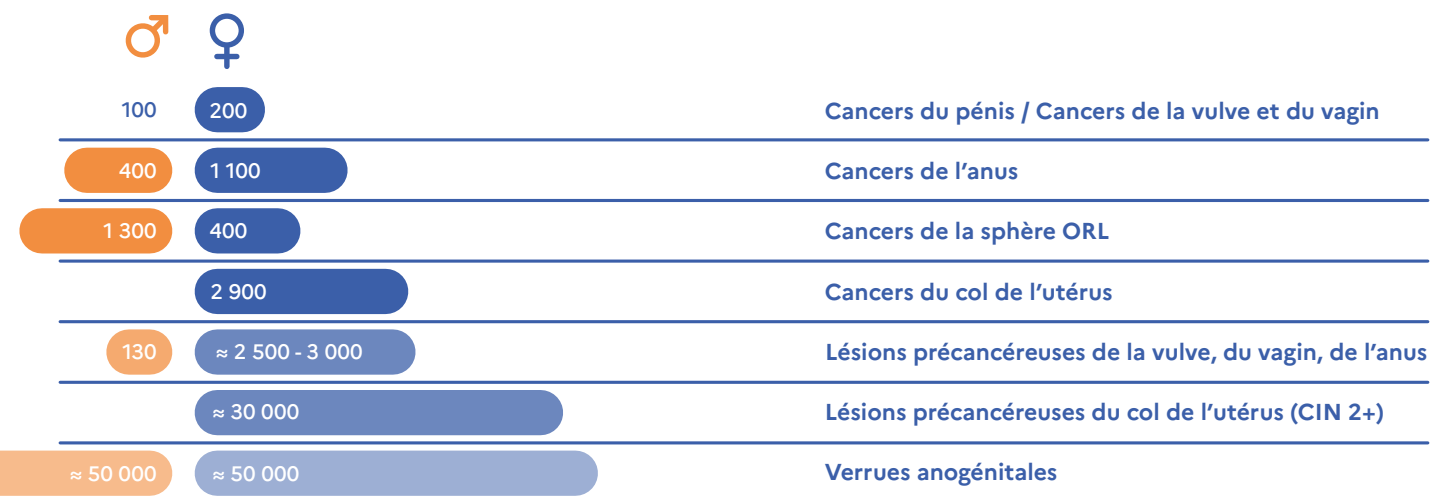 ♂ ♀
100 200 Cancers du pénis / Cancers de la vulve et du vagin
400 1 100 Cancers de l’anus
1 300 400 Cancers de la sphère ORL
2 900 Cancers du col de l’utérus
130 ≈ 2 500 - 3 000 Lésions précancéreuses de la vulve, du vagin, de l’anus
≈ 30 000 Lésions précancéreuses du col de l’utérus (CIN 2+)
≈ 50 000 ≈ 50 000 Verrues anogénitales